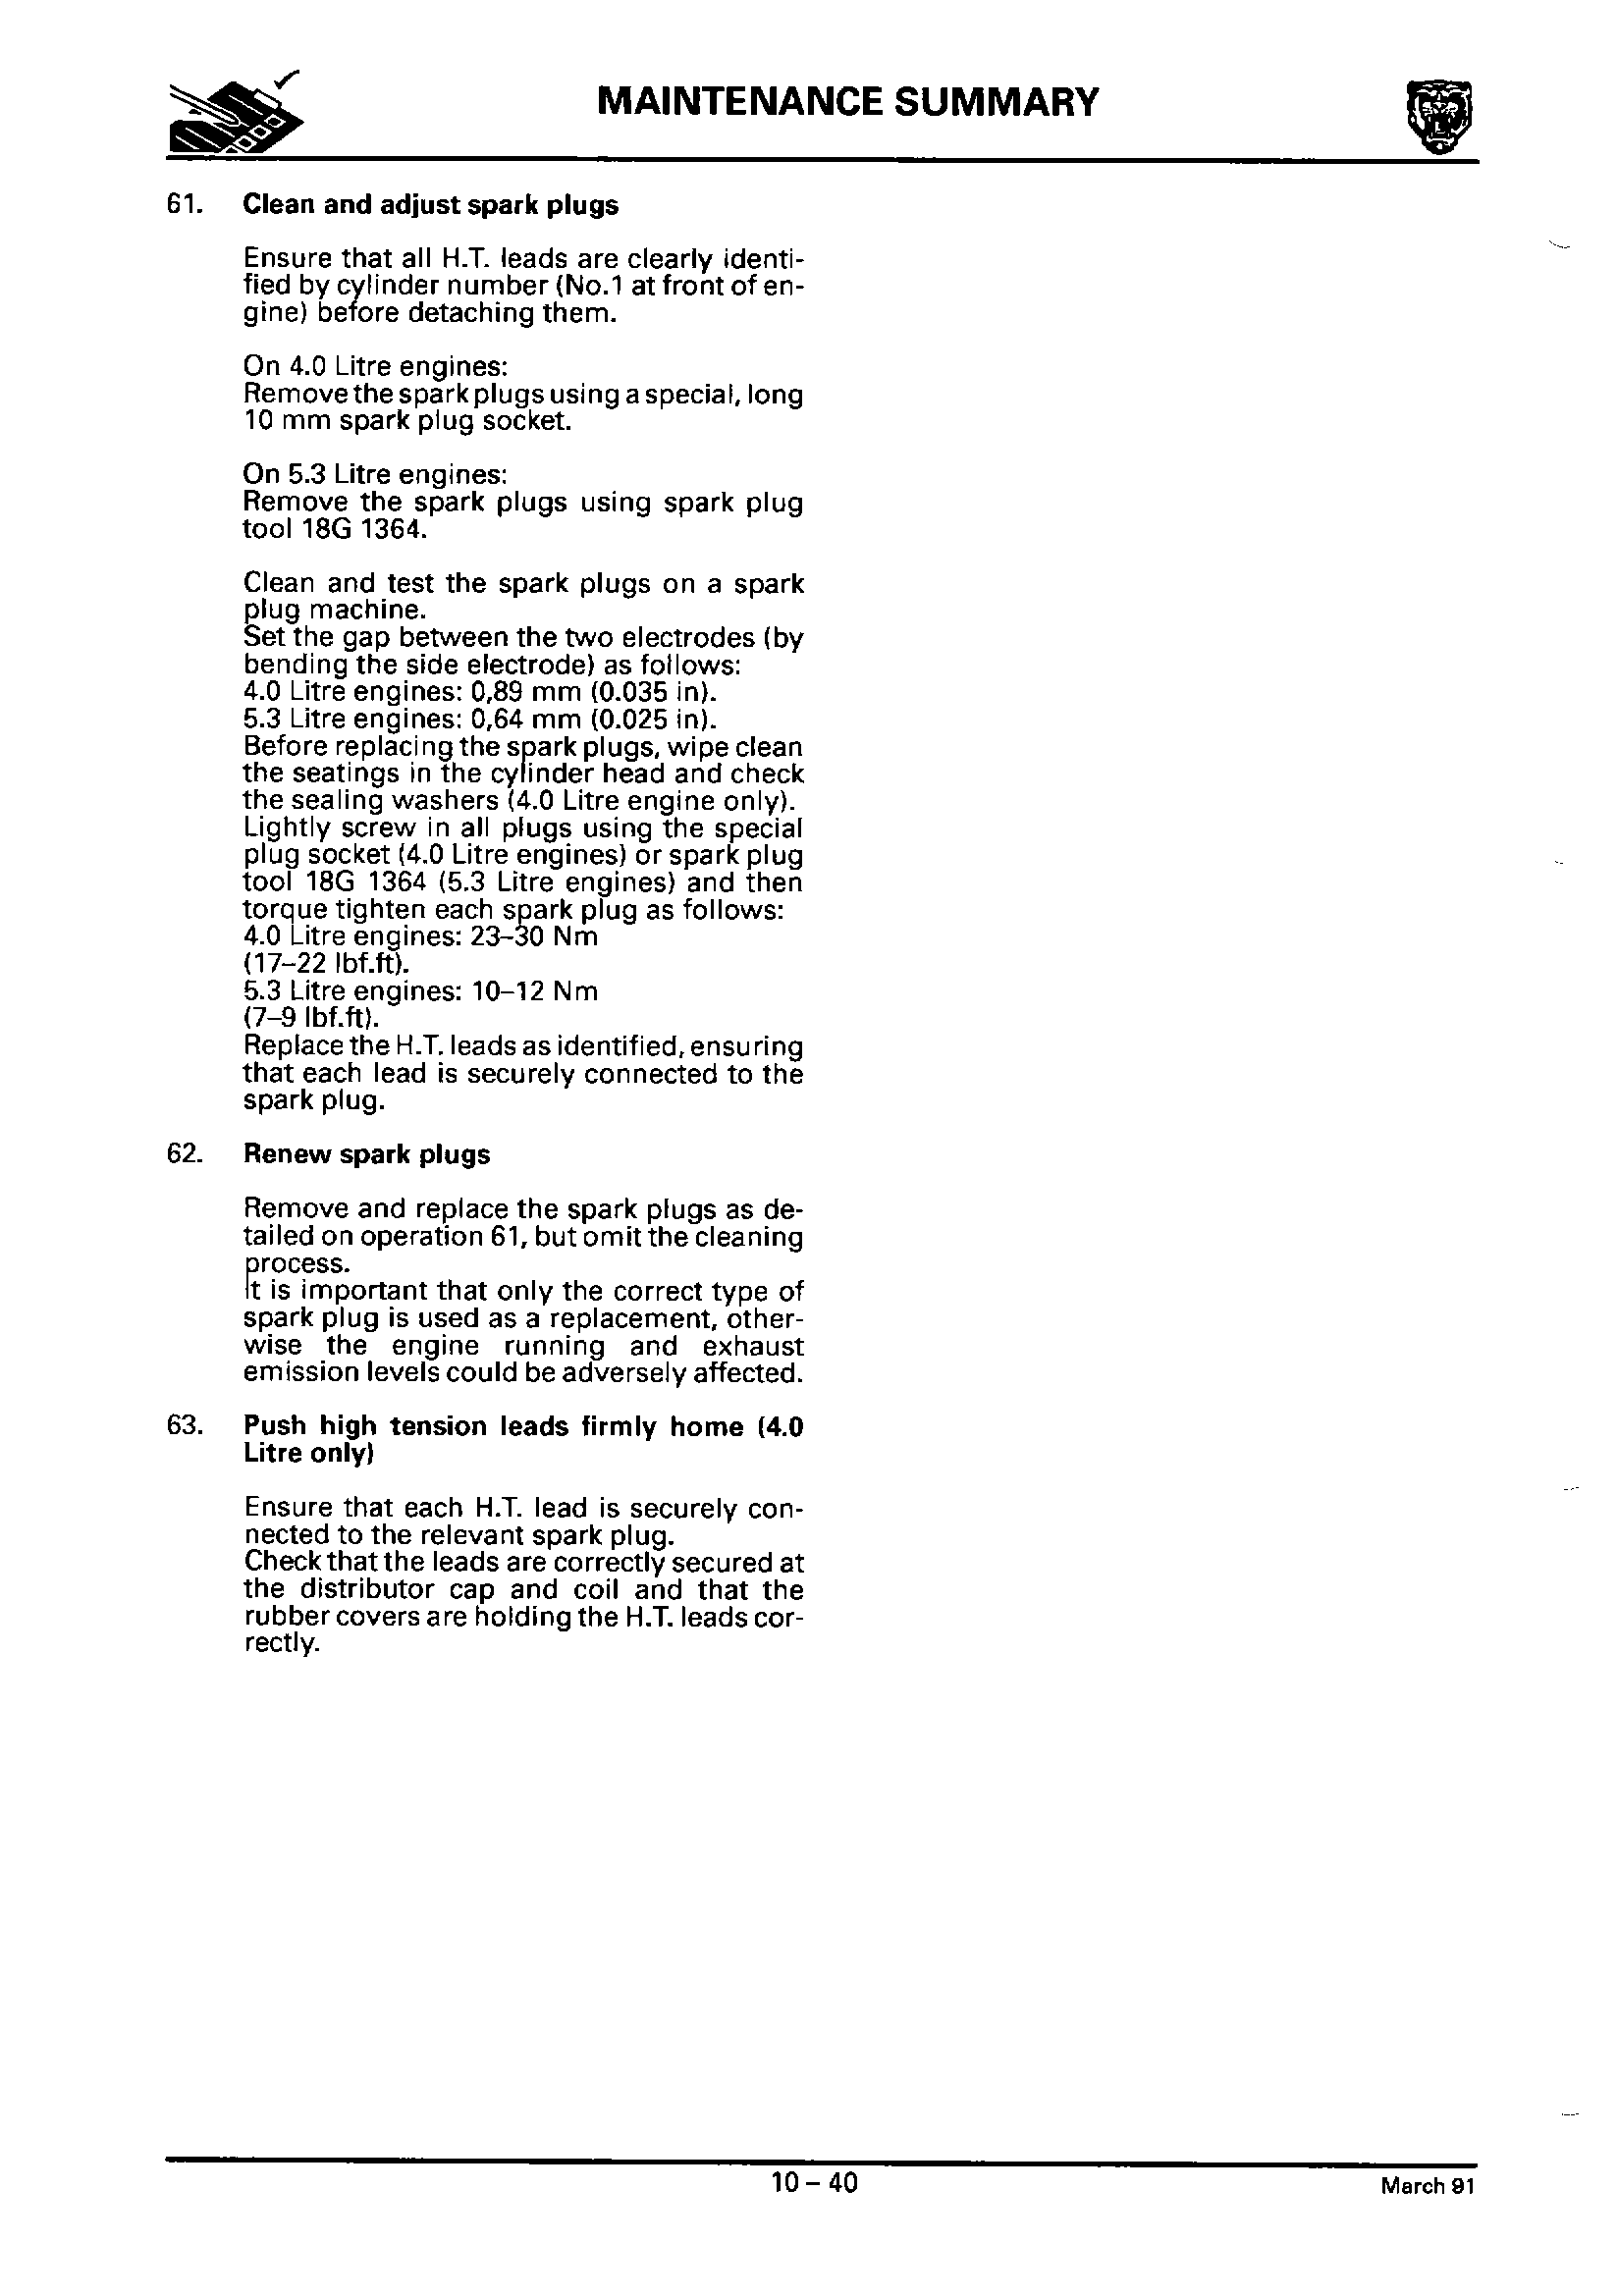 MAINTENANCE SUMMARY
61. Clean and adjust spark plugs
Ensure that all H.T. leads are clearly identi-
fied by cylinder number (No.1 at front of en-
gine) before detaching them.
On 4.0 Litre engines:
Remove the spark plugs using a special, long
10 mm spark plug socket.
On 5.3 Litre engines:
Remove the spark plugs using spark plug
tool 18G 1364.
Clean and test the spark plugs on a spark
plug machine.
Set the gap between the two electrodes (by
bending the side electrode) as follows:
4.0 Litre engines: 0,89 mm (0.035 in).
5.3 Litre engines: 0,64 mm (0.025 in).
Before replacing the spark plugs, wipe clean
the seatings in the cylinder head and check
the sealing washers (4.0 Litre engine only).
Lightly screw in all plugs using the special
plug socket (4.0 Litre engines) or spark plug
tool 18G 1364 (5.3 Litre engines) and then
torque tighten each spark plug as follows:
4.0 Litre engines: 23–30 Nm
(17–22 lbf.ft).
5.3 Litre engines: 10–12 Nm
(7–9 lbf.ft).
Replace the H.T. leads as identified, ensuring
that each lead is securely connected to the
spark plug.
62. Renew spark plugs
Remove and replace the spark plugs as de-
tailed on operation 61, but omit the cleaning
process.
It is important that only the correct type of
spark plug is used as a replacement, other-
wise the engine running and exhaust
emission levels could be adversely affected.
63. Push high tension leads firmly home (4.0
Litre only)
Ensure that each H.T. lead is securely con-
nected to the relevant spark plug.
Check that the leads are correctly secured at
the distributor cap and coil and that the
rubber covers are holding the H.T. leads cor-
rectly.
10 – 40
March 91